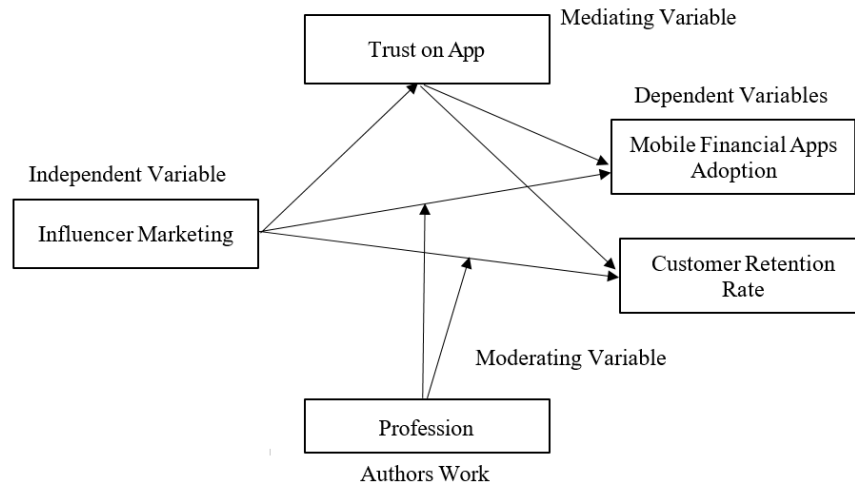 Mediating Variable
Trust on App
Dependent Variables
Mobile Financial Apps
Adoption
Independent Variable
Influencer Marketing
Customer Retention
Rate
Moderating Variable
Profession
Authors Work